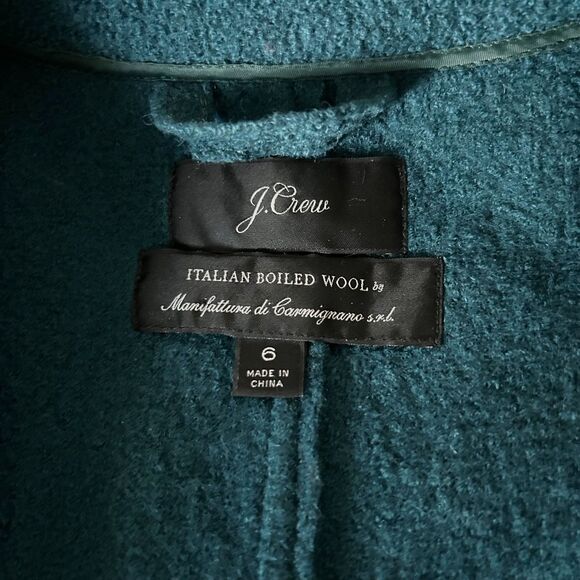 J.Crew
ITALIAN BOILED WOOL by
Manifattura di Carmignano s.r.l.
6
MADE IN
CHINA